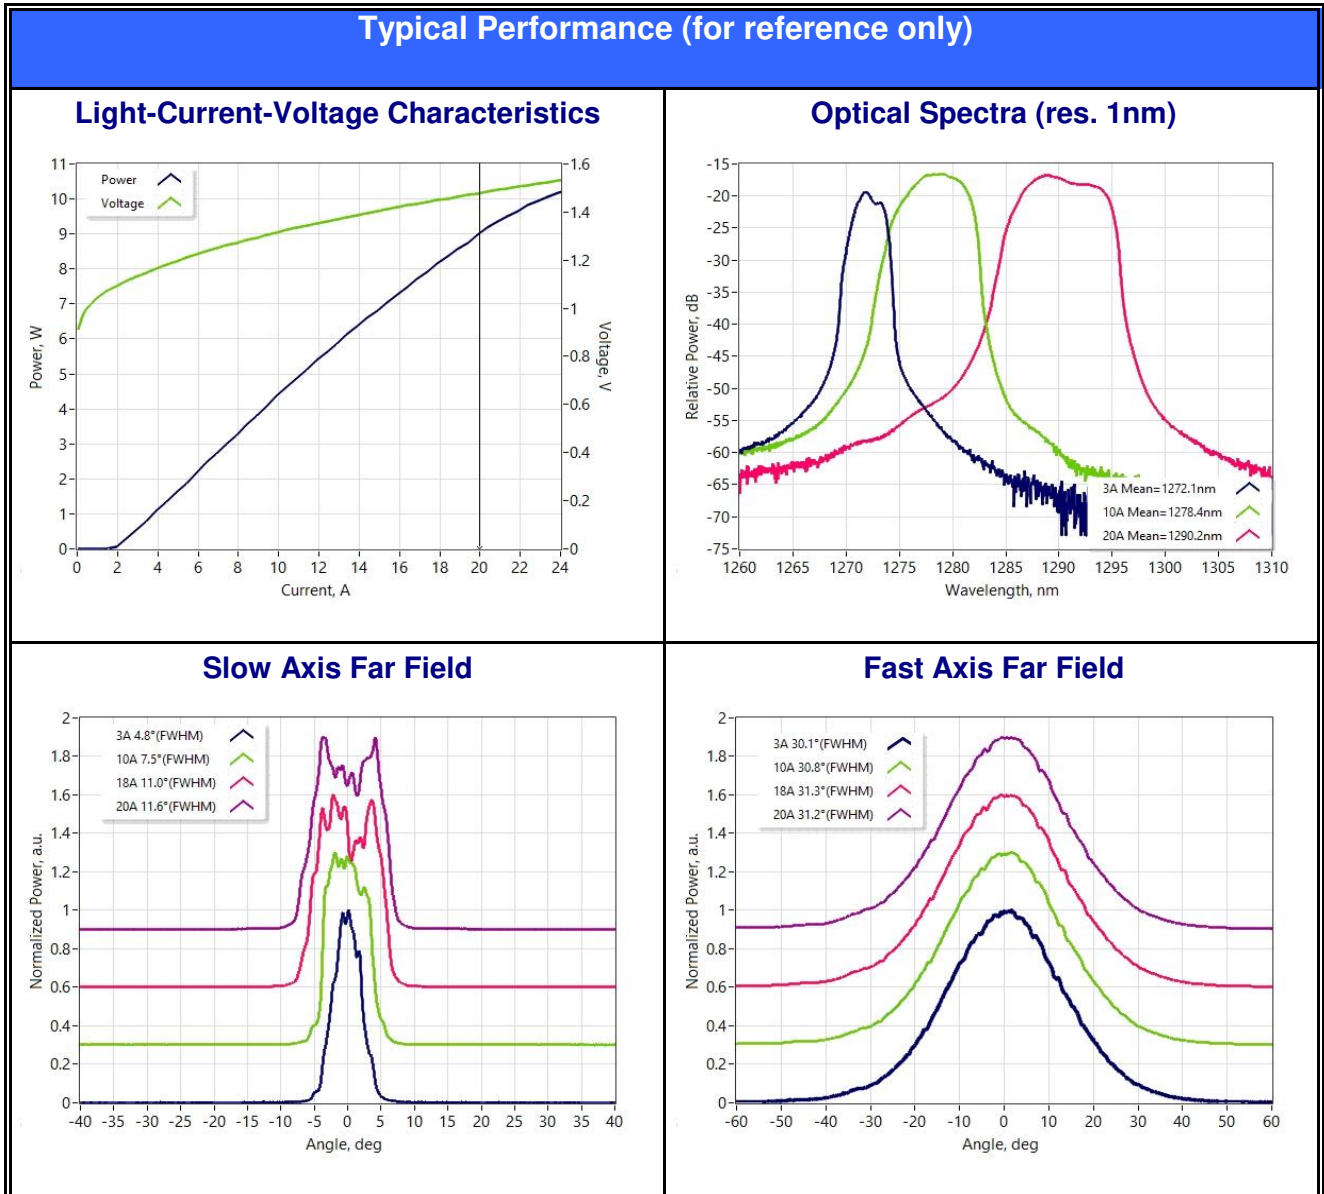 Typical Performance (for reference only)
Light-Current-Voltage Characteristics
11
10
9
8
7
6
5
4
3
2
1
0
Power, W
Power
Voltage
1.6
1.4
1.2
1
0.8
0.6
0.4
0.2
0
Voltage, V
0 2 4 6 8 10 12 14 16 18 20 22 24
Current, A
Optical Spectra (res. 1nm)
-15
-20
-25
-30
-35
-40
-45
-50
-55
-60
-65
-70
-75
Relative Power, dB
3A Mean=1272.1nm
10A Mean=1278.4nm
20A Mean=1290.2nm
1260 1265 1270 1275 1280 1285 1290 1295 1300 1305 1310
Wavelength, nm
Slow Axis Far Field
2
1.8
1.6
1.4
1.2
1
0.8
0.6
0.4
0.2
0
Normalized Power, a.u.
3A 4.8°(FWHM)
10A 7.5°(FWHM)
18A 11.0°(FWHM)
20A 11.6°(FWHM)
-40 -35 -30 -25 -20 -15 -10 -5 0 5 10 15 20 25 30 35 40
Angle, deg
Fast Axis Far Field
2
1.8
1.6
1.4
1.2
1
0.8
0.6
0.4
0.2
0
Normalized Power, a.u.
3A 30.1°(FWHM)
10A 30.8°(FWHM)
18A 31.3°(FWHM)
20A 31.2°(FWHM)
-60 -50 -40 -30 -20 -10 0 10 20 30 40 50 60
Angle, deg